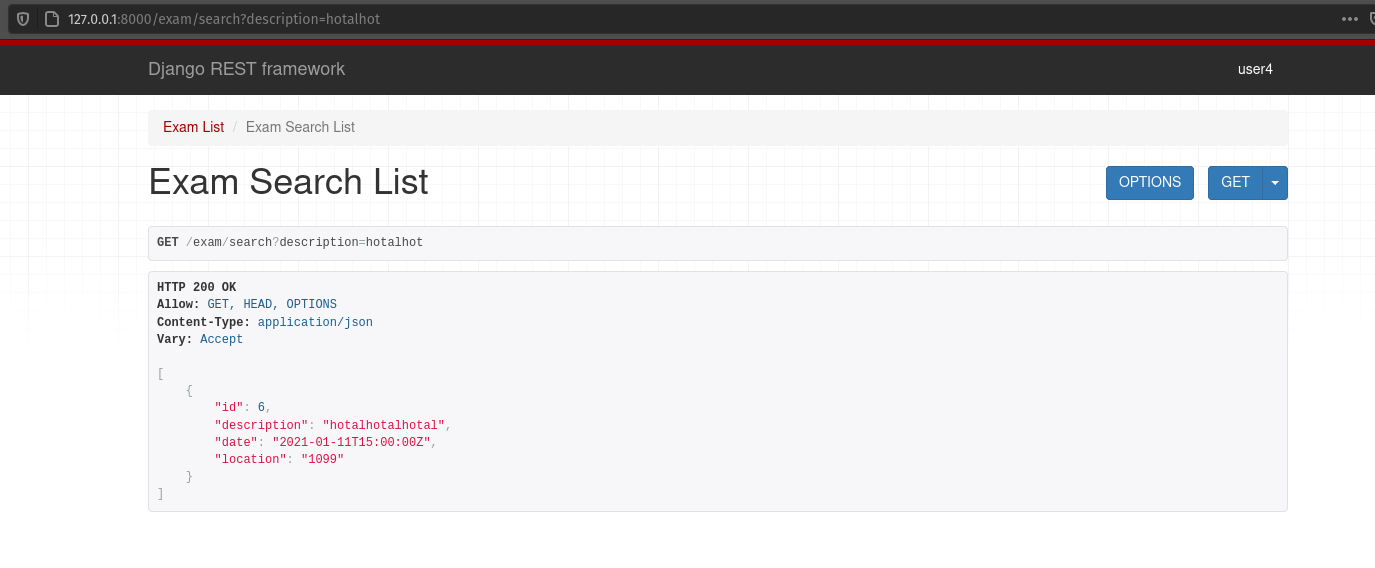 127.0.0.1:8000/exam/search?description=hotalhot
Django REST framework
user4
Exam List / Exam Search List
Exam Search List
OPTIONS
GET
GET /exam/search?description=hotalhot
HTTP 200 OK
Allow: GET, HEAD, OPTIONS
Content-Type: application/json
Vary: Accept
[
    {
        "id": 6,
        "description": "hotalhotalhotal",
        "date": "2021-01-11T15:00:00Z",
        "location": "1099"
    }
]